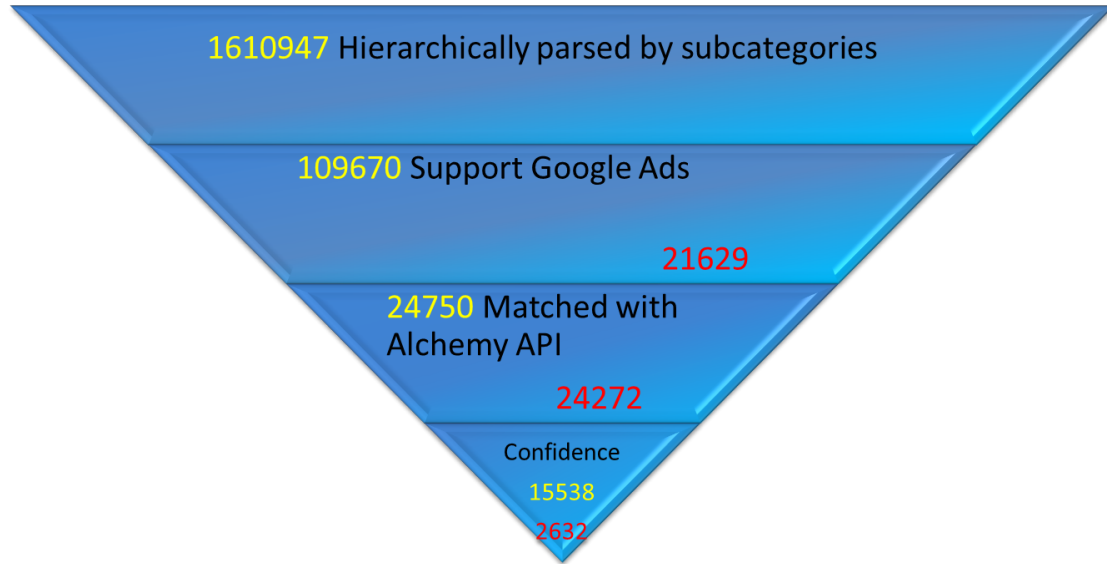 1610947 Hierarchically parsed by subcategories
109670 Support Google Ads
21629
24750 Matched with
Alchemy API
24272
Confidence
15538
2632